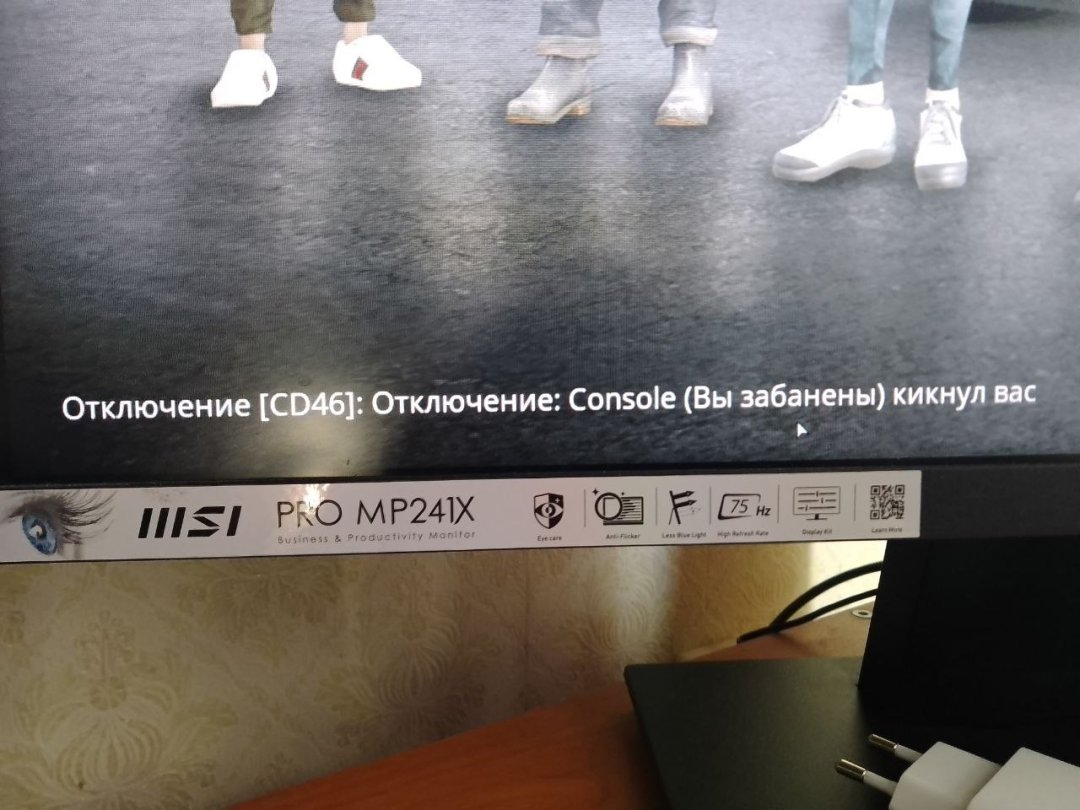 Отключение [CD46]: Отключение: Console (Вы забанены) кикнул вас
msi PRO MP241X
Business & Productivity Monitor
Eye care
Anti-Flicker
Less Blue Light
75 Hz
High Refresh Rate
Display Kit
Learn More